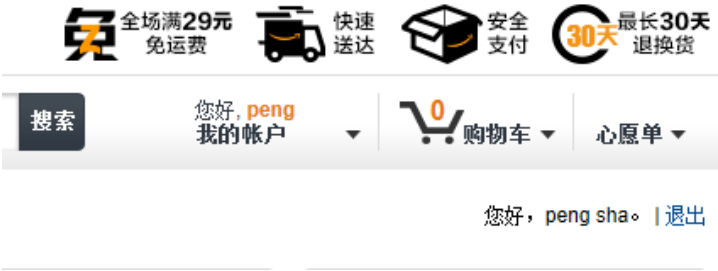 免 全场满29元 快速 安全 30天 最长30天
免运费 送达 支付 退换货
搜索 您好, peng 0
我的帐户 购物车 心愿单
您好，peng sha。 | 退出